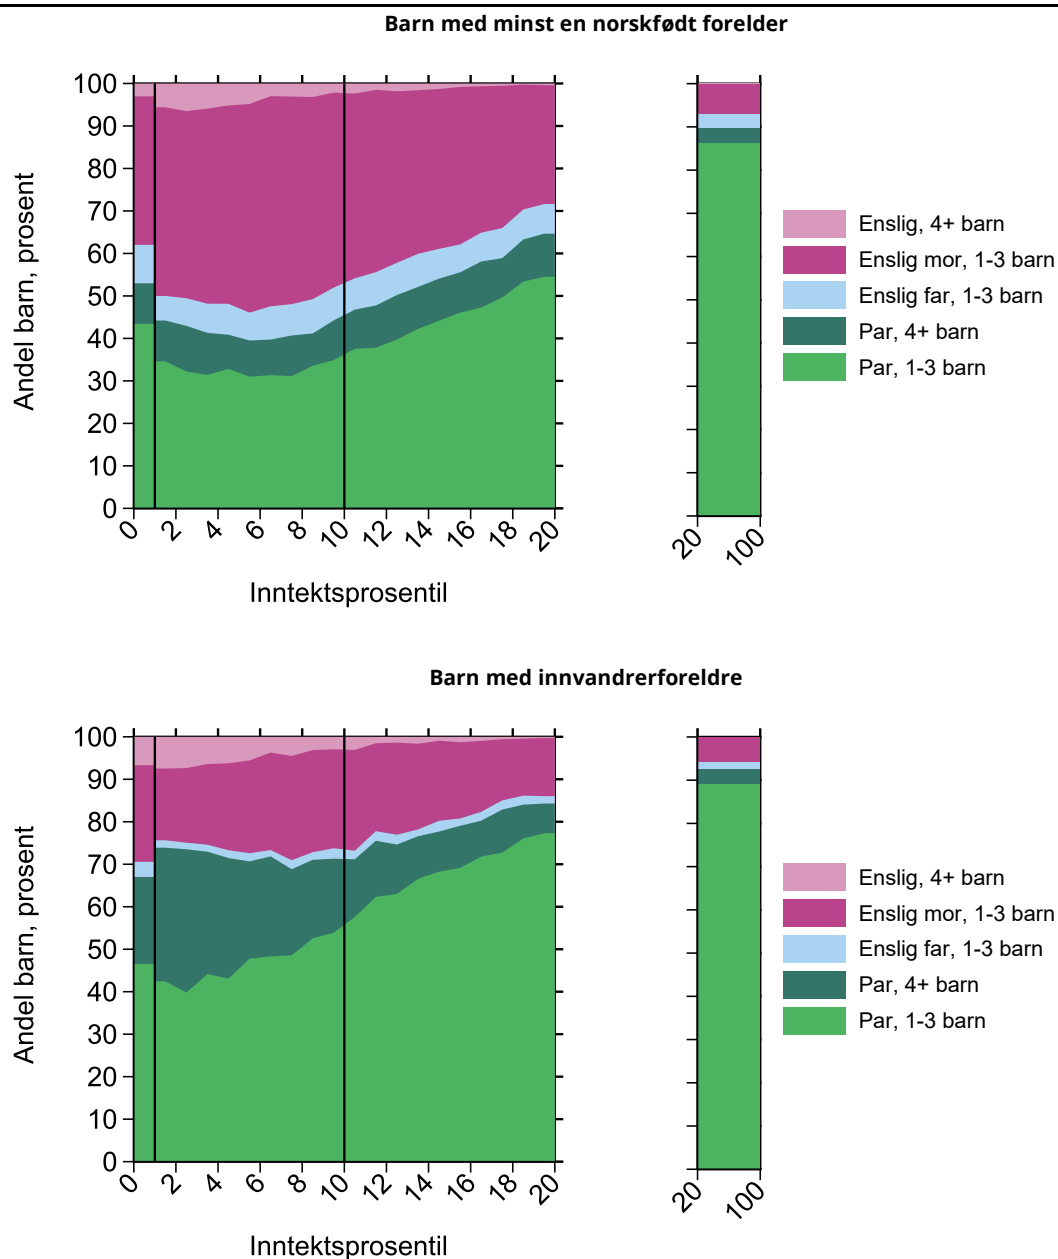 Barn med minst en norskfødt forelder
100
90
80
70
60
50
40
30
20
10
0
Andel barn, prosent
0 2 4 6 8 10 12 14 16 18 20
Inntektsprosentil
20 100
Enslig, 4+ barn
Enslig mor, 1-3 barn
Enslig far, 1-3 barn
Par, 4+ barn
Par, 1-3 barn
Barn med innvandrerforeldre
100
90
80
70
60
50
40
30
20
10
0
Andel barn, prosent
0 2 4 6 8 10 12 14 16 18 20
Inntektsprosentil
20 100
Enslig, 4+ barn
Enslig mor, 1-3 barn
Enslig far, 1-3 barn
Par, 4+ barn
Par, 1-3 barn